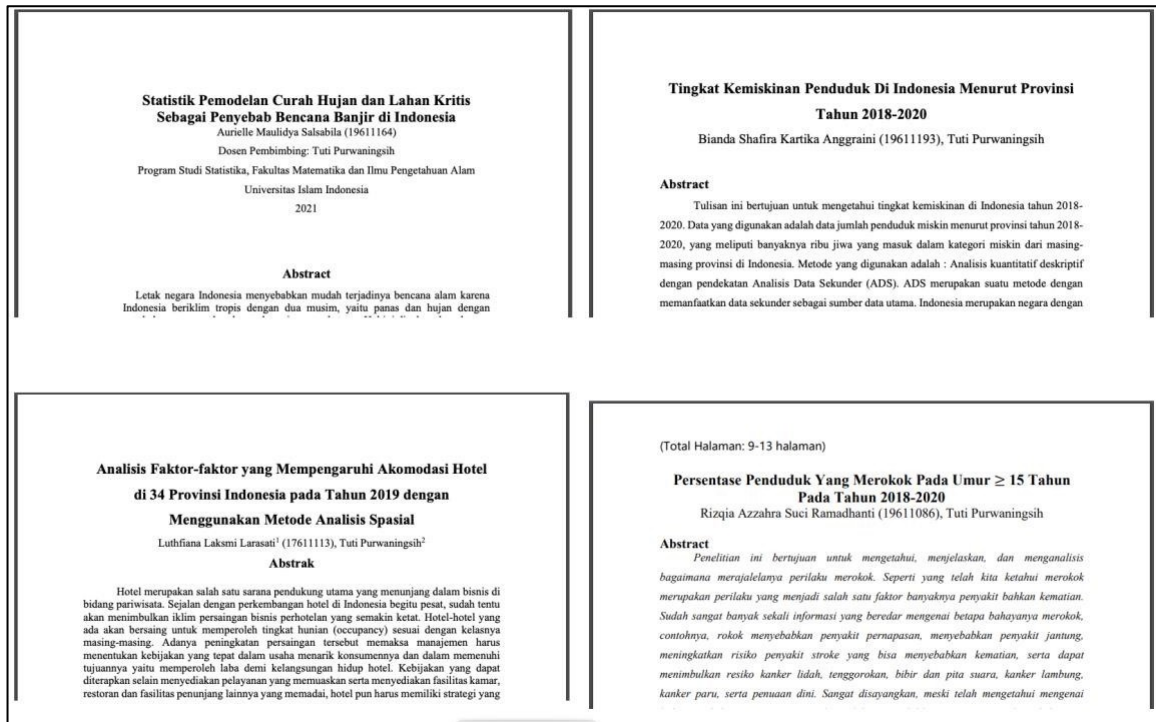 Statistik Pemodelan Curah Hujan dan Lahan Kritis
Sebagai Penyebab Bencana Banjir di Indonesia
Aurielle Maulidya Salsabila (19611164)
Dosen Pembimbing: Tuti Purwaningsih
Program Studi Statistika, Fakultas Matematika dan Ilmu Pengetahuan Alam
Universitas Islam Indonesia
2021
Abstract
Letak negara Indonesia menyebabkan mudah terjadinya bencana alam karena
Indonesia beriklim tropis dengan dua musim, yaitu panas dan hujan dengan
Tingkat Kemiskinan Penduduk Di Indonesia Menurut Provinsi
Tahun 2018-2020
Bianda Shafira Kartika Anggraini (19611193), Tuti Purwaningsih
Abstract
Tulisan ini bertujuan untuk mengetahui tingkat kemiskinan di Indonesia tahun 2018-
2020. Data yang digunakan adalah data jumlah penduduk miskin menurut provinsi tahun 2018-
2020, yang meliputi banyaknya ribu jiwa yang masuk dalam kategori miskin dari masing-
masing provinsi di Indonesia. Metode yang digunakan adalah : Analisis kuantitatif deskriptif
dengan pendekatan Analisis Data Sekunder (ADS). ADS merupakan suatu metode dengan
memanfaatkan data sekunder sebagai sumber data utama. Indonesia merupakan negara dengan
Analisis Faktor-faktor yang Mempengaruhi Akomodasi Hotel
di 34 Provinsi Indonesia pada Tahun 2019 dengan
Menggunakan Metode Analisis Spasial
Luthfiana Laksmi Larasati¹ (17611113), Tuti Purwaningsih²
Abstrak
Hotel merupakan salah satu sarana pendukung utama yang menunjang dalam bisnis di
bidang pariwisata. Sejalan dengan perkembangan hotel di Indonesia begitu pesat, sudah tentu
akan menimbulkan iklim persaingan bisnis perhotelan yang semakin ketat. Hotel-hotel yang
ada akan bersaing untuk memperoleh tingkat hunian (occupancy) sesuai dengan kelasnya
masing-masing. Adanya peningkatan persaingan tersebut memaksa manajemen harus
menentukan kebijakan yang tepat dalam usaha menarik konsumennya dan dalam memenuhi
tujuannya yaitu memperoleh laba demi kelangsungan hidup hotel. Kebijakan yang dapat
diterapkan selain menyediakan pelayanan yang memuaskan serta menyediakan fasilitas kamar,
restoran dan fasilitas penunjang lainnya yang memadai, hotel pun harus memiliki strategi yang
(Total Halaman: 9-13 halaman)
Persentase Penduduk Yang Merokok Pada Umur ≥ 15 Tahun
Pada Tahun 2018-2020
Rizqia Azzahra Suci Ramadhanti (19611086), Tuti Purwaningsih
Abstract
Penelitian ini bertujuan untuk mengetahui, menjelaskan, dan menganalisis
bagaimana merajalelanya perilaku merokok. Seperti yang telah kita ketahui merokok
merupakan perilaku yang menjadi salah satu faktor banyaknya penyakit bahkan kematian.
Sudah sangat banyak sekali informasi yang beredar mengenai betapa bahayanya merokok,
contohnya, rokok menyebabkan penyakit pernapasan, menyebabkan penyakit jantung,
meningkatkan risiko penyakit stroke yang bisa menyebabkan kematian, serta dapat
menimbulkan resiko kanker lidah, tenggorokan, bibir dan pita suara, kanker lambung,
kanker paru, serta penuaan dini. Sangat disayangkan, meski telah mengetahui mengenai